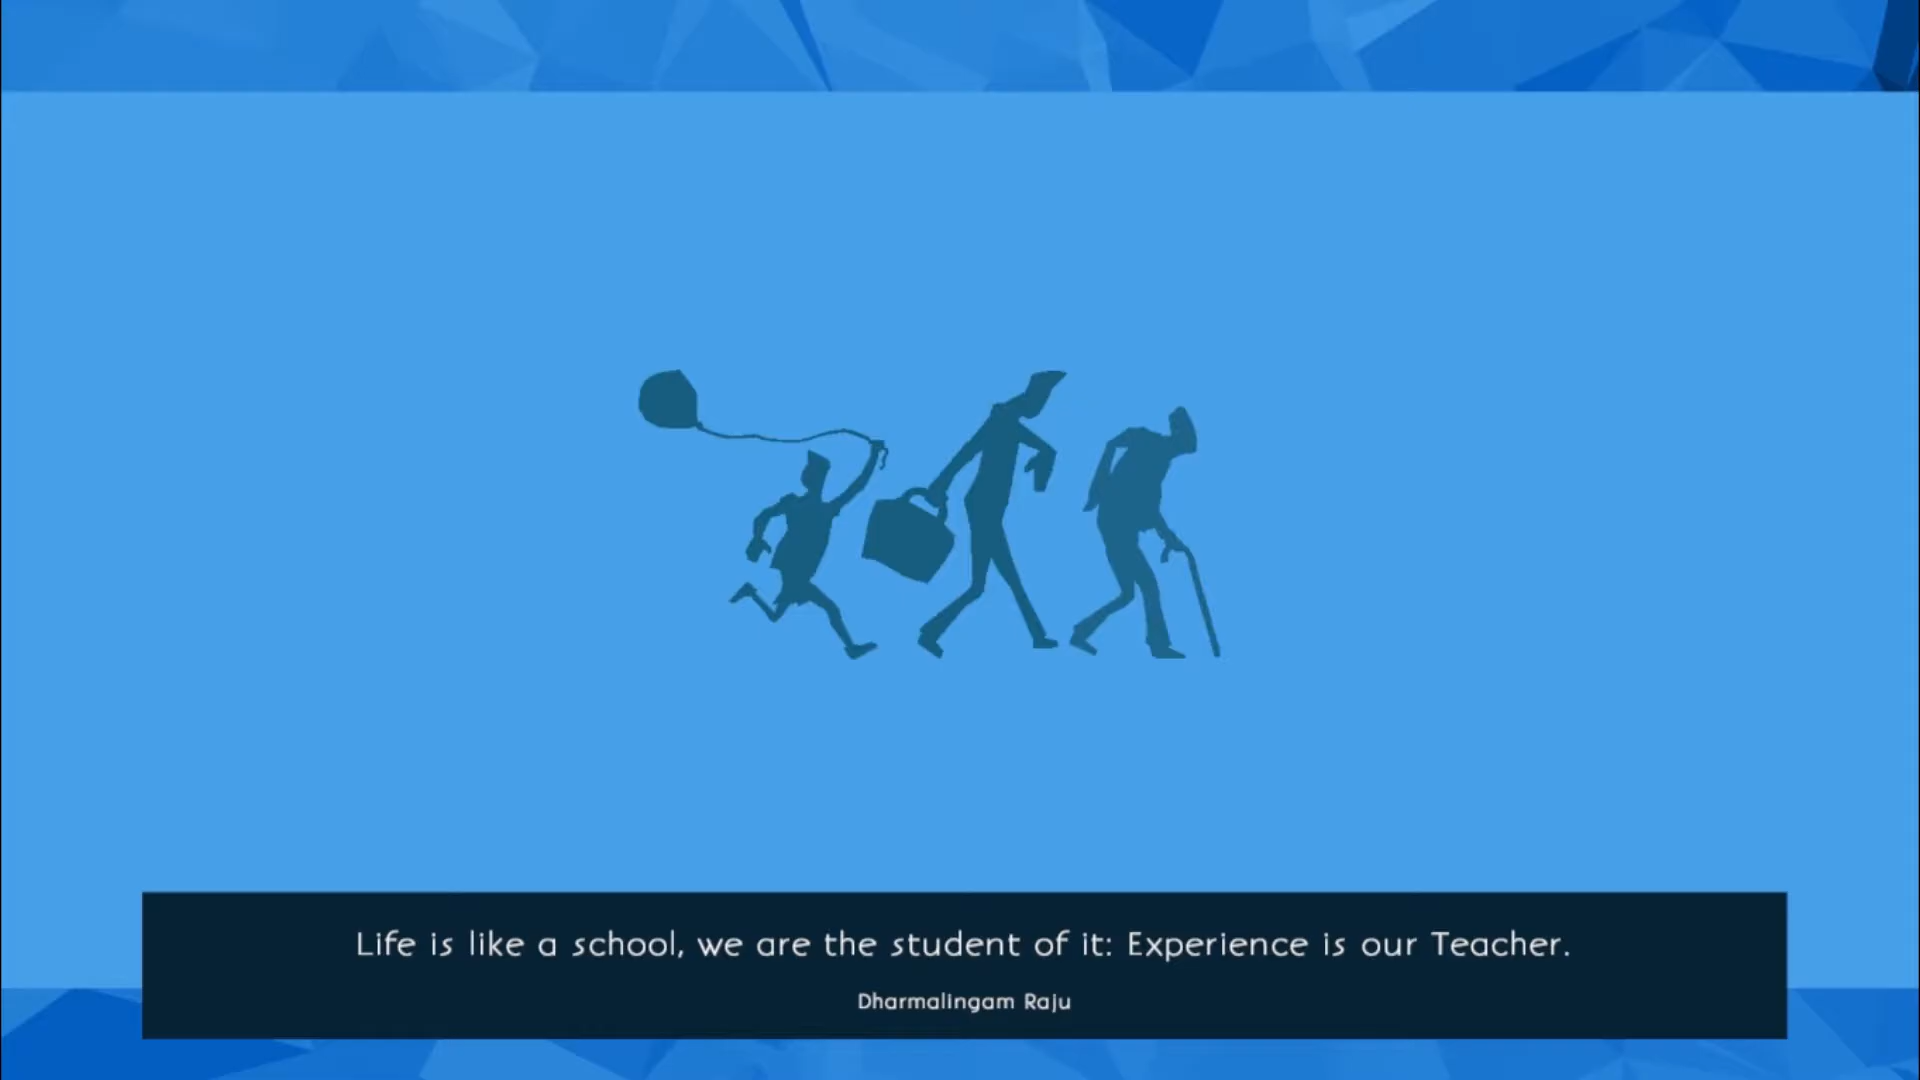 Life is like a school, we are the student of it: Experience is our Teacher.
Dharmalingam Raju